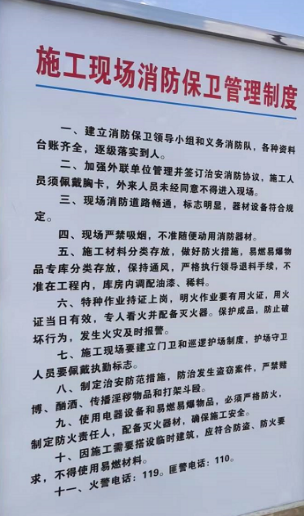 施工现场消防保卫管理制度
一、建立消防保卫领导小组和义务消防队，各种资料
台账齐全，逐级落实到人。
二、加强外联单位管理并签订治安消防协议，施工人
员须佩戴胸卡，外来人员未经同意不得进入现场。
三、现场消防道路畅通，标志明显，器材设备符合规
定。
四、现场严禁吸烟，不准随便动用消防器材。
五、施工材料分类存放，做好防火措施，易燃易爆物
品专库分类存放，保持通风，严格执行领导退料手续，不
准在工程内，库房内调配油漆、稀料。
六、特种作业持证上岗，明火作业要有用火证，用火
证当日有效，专人看火并配备灭火器。保护成品，防止破
坏行为，发生火灾及时报警。
七、施工现场要建立门卫和巡逻护场制度，护场守卫
人员要佩戴执勤标志。
八、制定治安防范措施，防治发生盗窃案件，严禁赌
博、酗酒、传播淫秽物品和打架斗殴。
九、使用电器设备和易燃易爆物品，必须严格防火，
制定防火责任人，配备灭火器材，确保施工安全。
十、因施工需要搭设临时建筑，应符合防盗、防火要
求，不得使用易燃材料。
十一、火警电话：119。匪警电话：110。